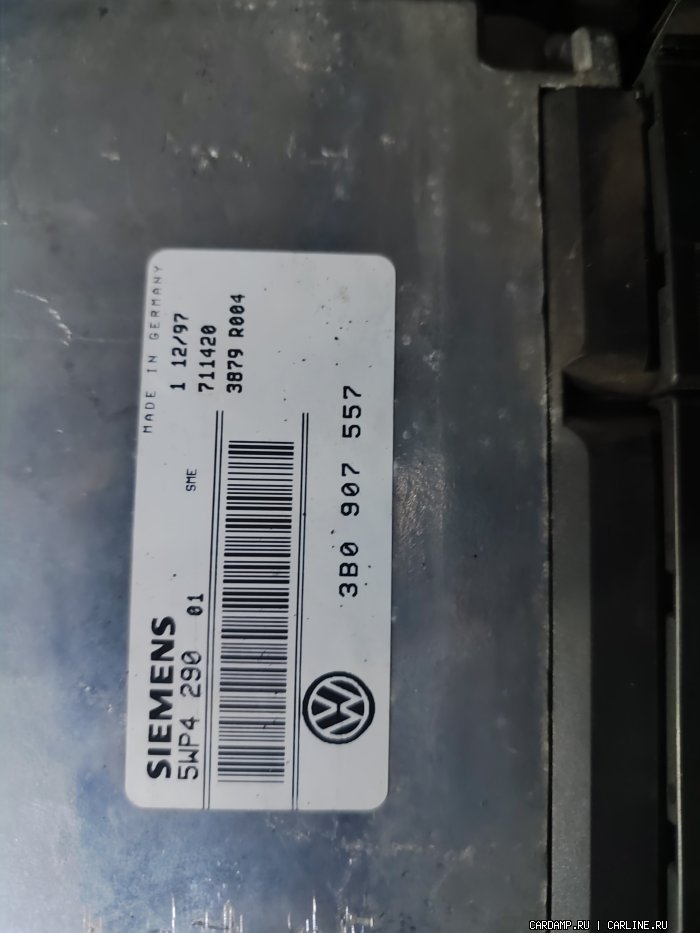 MADE IN GERMANY
1 12/97
711420
3879 R004
SME
SIEMENS
5WP4 290 01
3B0 907 557
CARDAMP.RU | CARLINE.RU